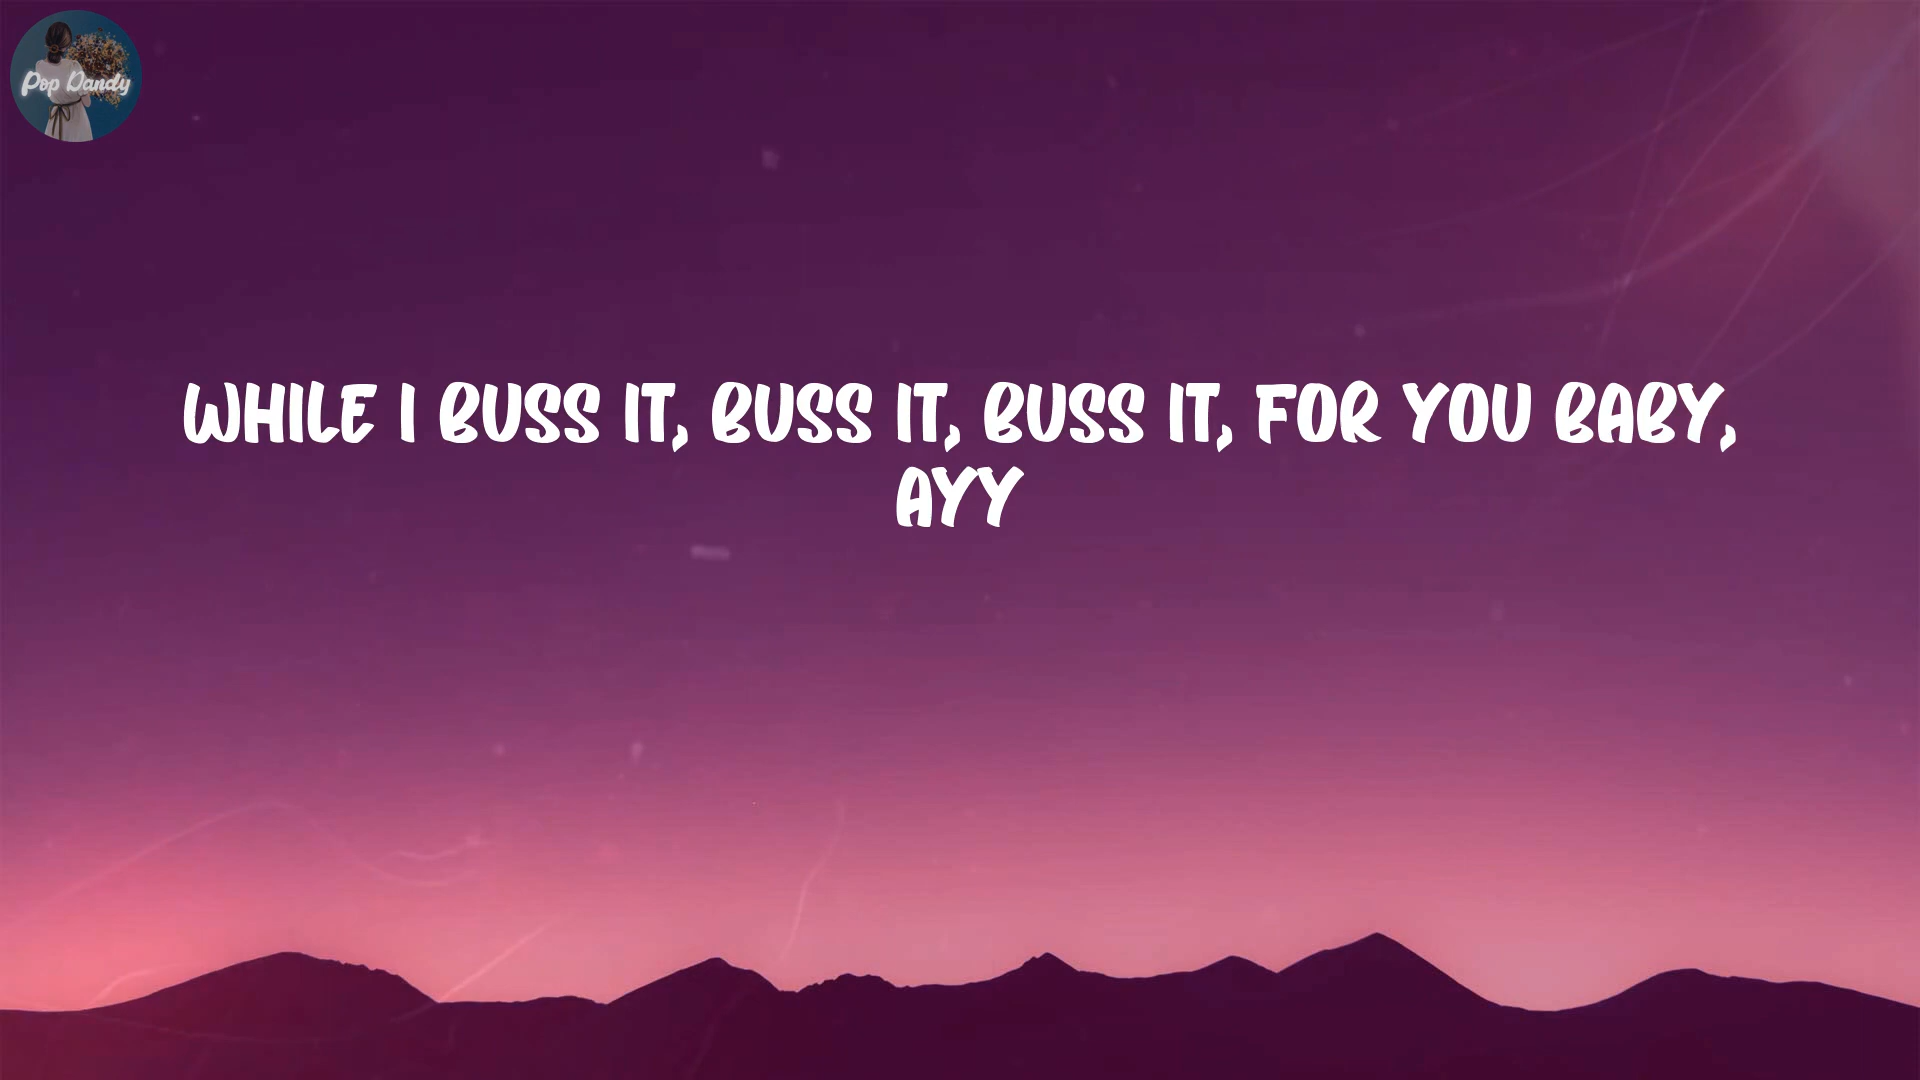 Pop Dandy
WHILE I BUSS IT, BUSS IT, BUSS IT, FOR YOU BABY,
AYY